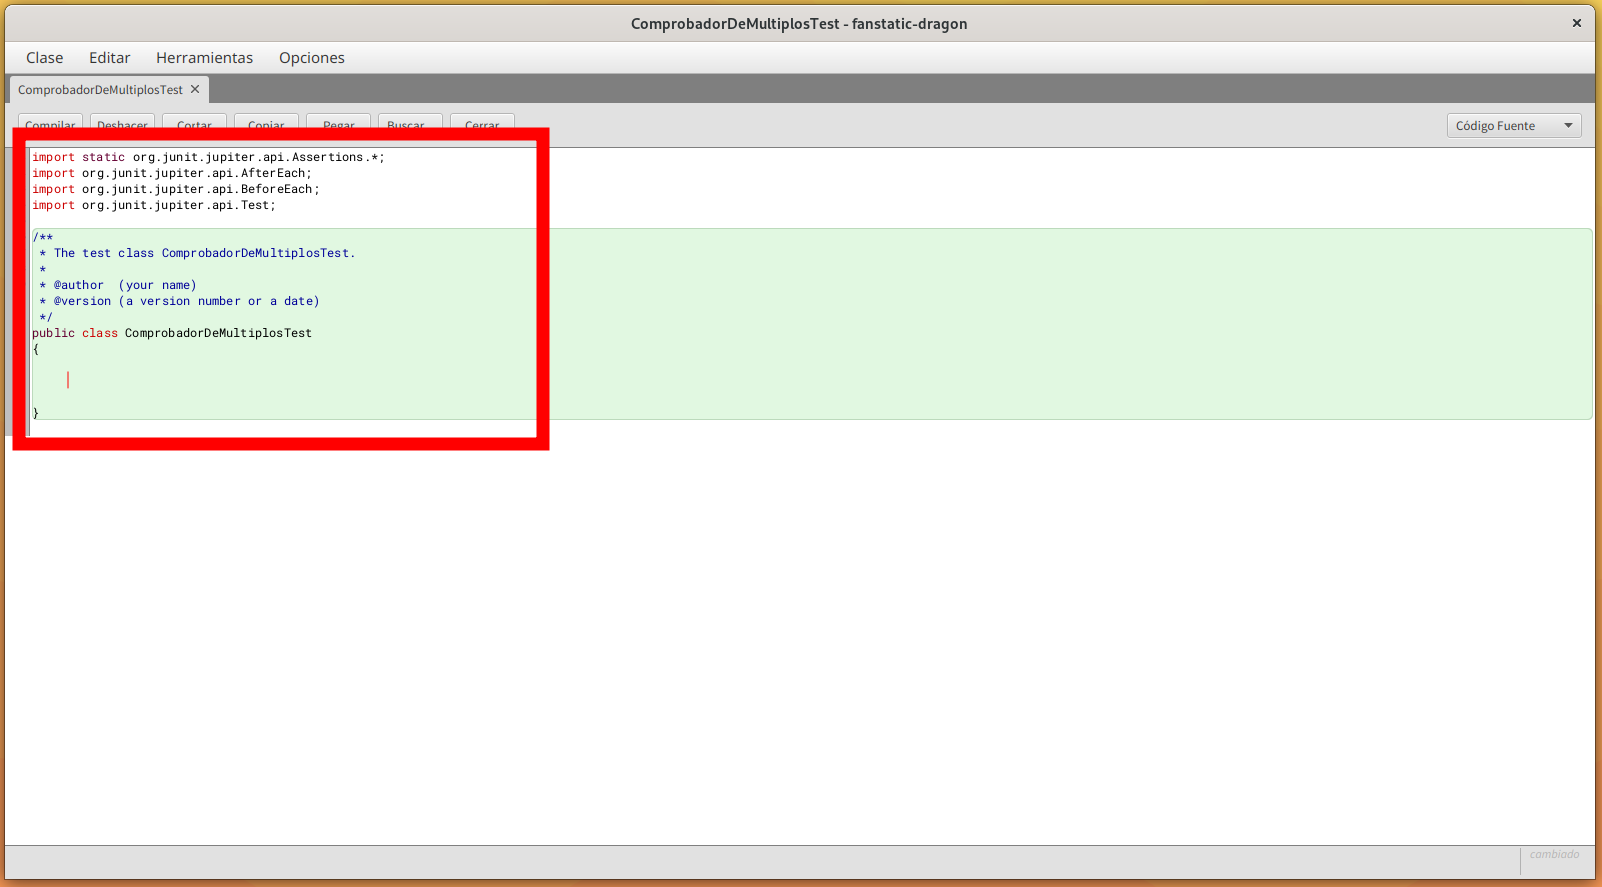 ComprobadorDeMultiplosTest - fanstatic-dragon
Clase Editar Herramientas Opciones
ComprobadorDeMultiplosTest
Compilar Deshacer Cortar Copiar Pegar Buscar... Cerrar Código Fuente
import static org.junit.jupiter.api.Assertions.*;
import org.junit.jupiter.api.AfterEach;
import org.junit.jupiter.api.BeforeEach;
import org.junit.jupiter.api.Test;
/**
 * The test class ComprobadorDeMultiplosTest.
 *
 * @author  (your name)
 * @version (a version number or a date)
 */
public class ComprobadorDeMultiplosTest
{
}
cambiado